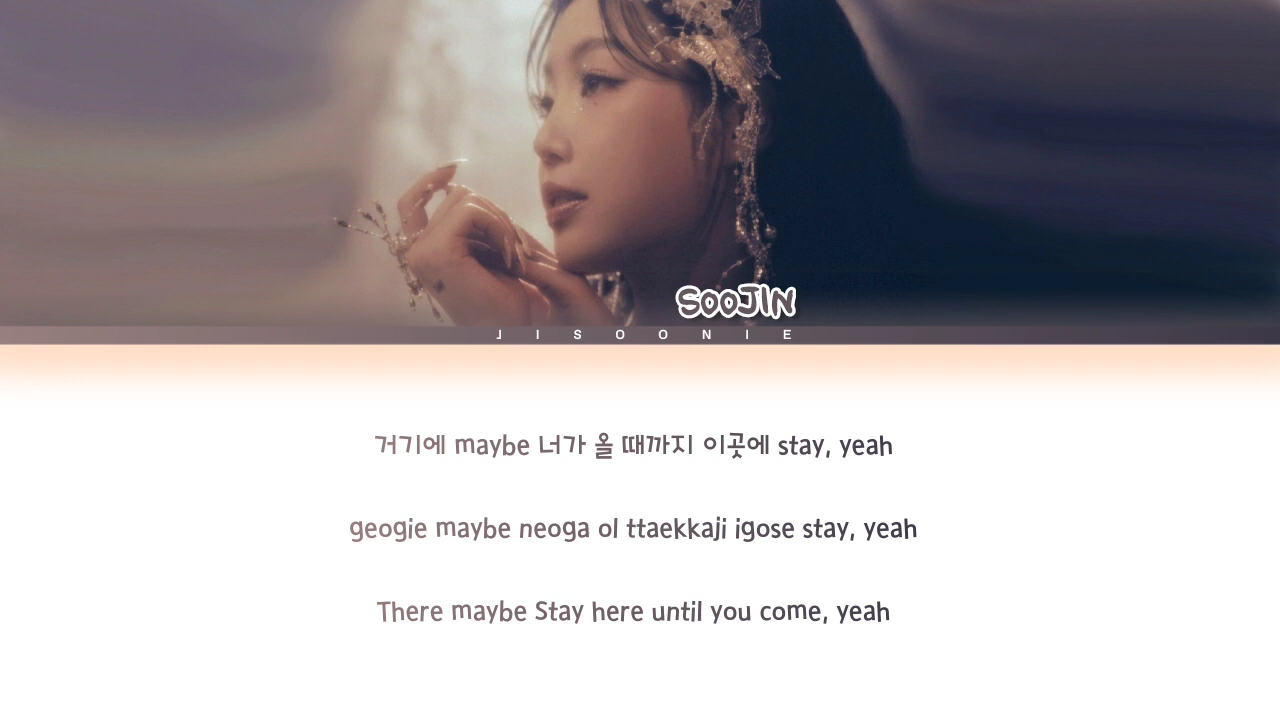 SOOJIN
JISOONIE
거기에 maybe 너가 올 때까지 이곳에 stay, yeah
geogie maybe neoga ol ttaekkaji igose stay, yeah
There maybe Stay here until you come, yeah